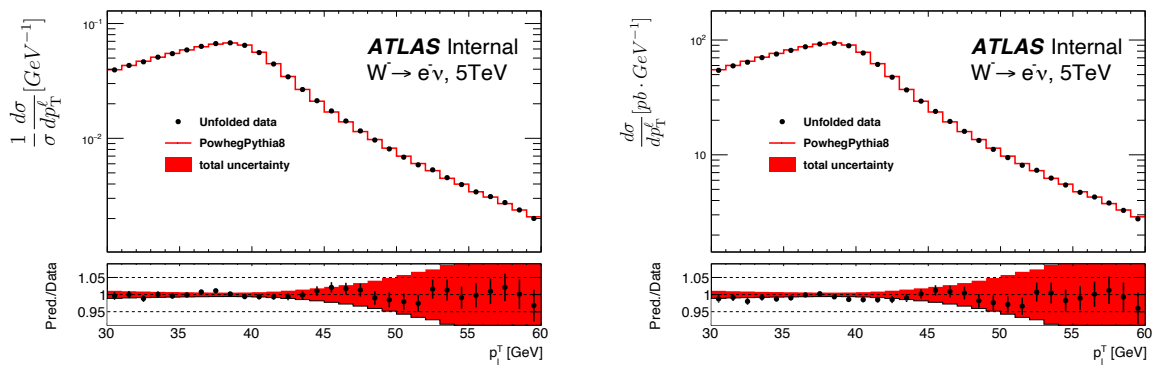 10⁻¹
ATLAS Internal
W⁻→ e⁻ν, 5TeV
1/σ dσ/dp_T^ℓ [GeV⁻¹]
10⁻²
Unfolded data
PowhegPythia8
total uncertainty
Pred./Data
1.05
1
0.95
30 35 40 45 50 55 60
p_l^T [GeV]
10²
ATLAS Internal
W⁻→ e⁻ν, 5TeV
dσ/dp_T^ℓ [pb · GeV⁻¹]
10
Unfolded data
PowhegPythia8
total uncertainty
Pred./Data
1.05
1
0.95
30 35 40 45 50 55 60
p_l^T [GeV]